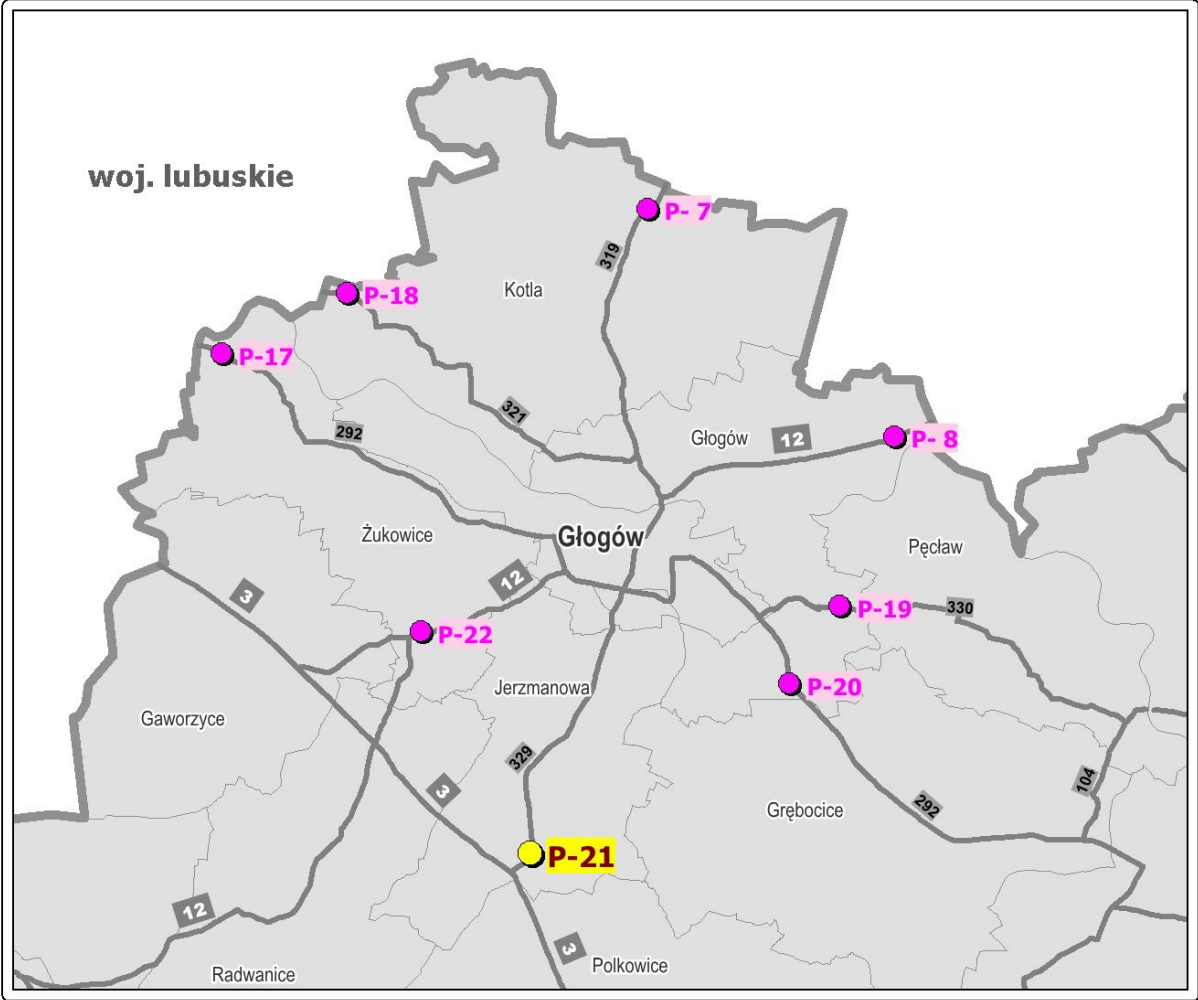 woj. lubuskie
P- 7
319
Kotla
P-18
P-17
321
292
Głogów
12
P- 8
Głogów
Żukowice
Pęcław
12
3
P-19
330
P-22
Jerzmanowa
P-20
Gaworzyce
329
3
104
292
Grębocice
P-21
12
3
Polkowice
Radwanice